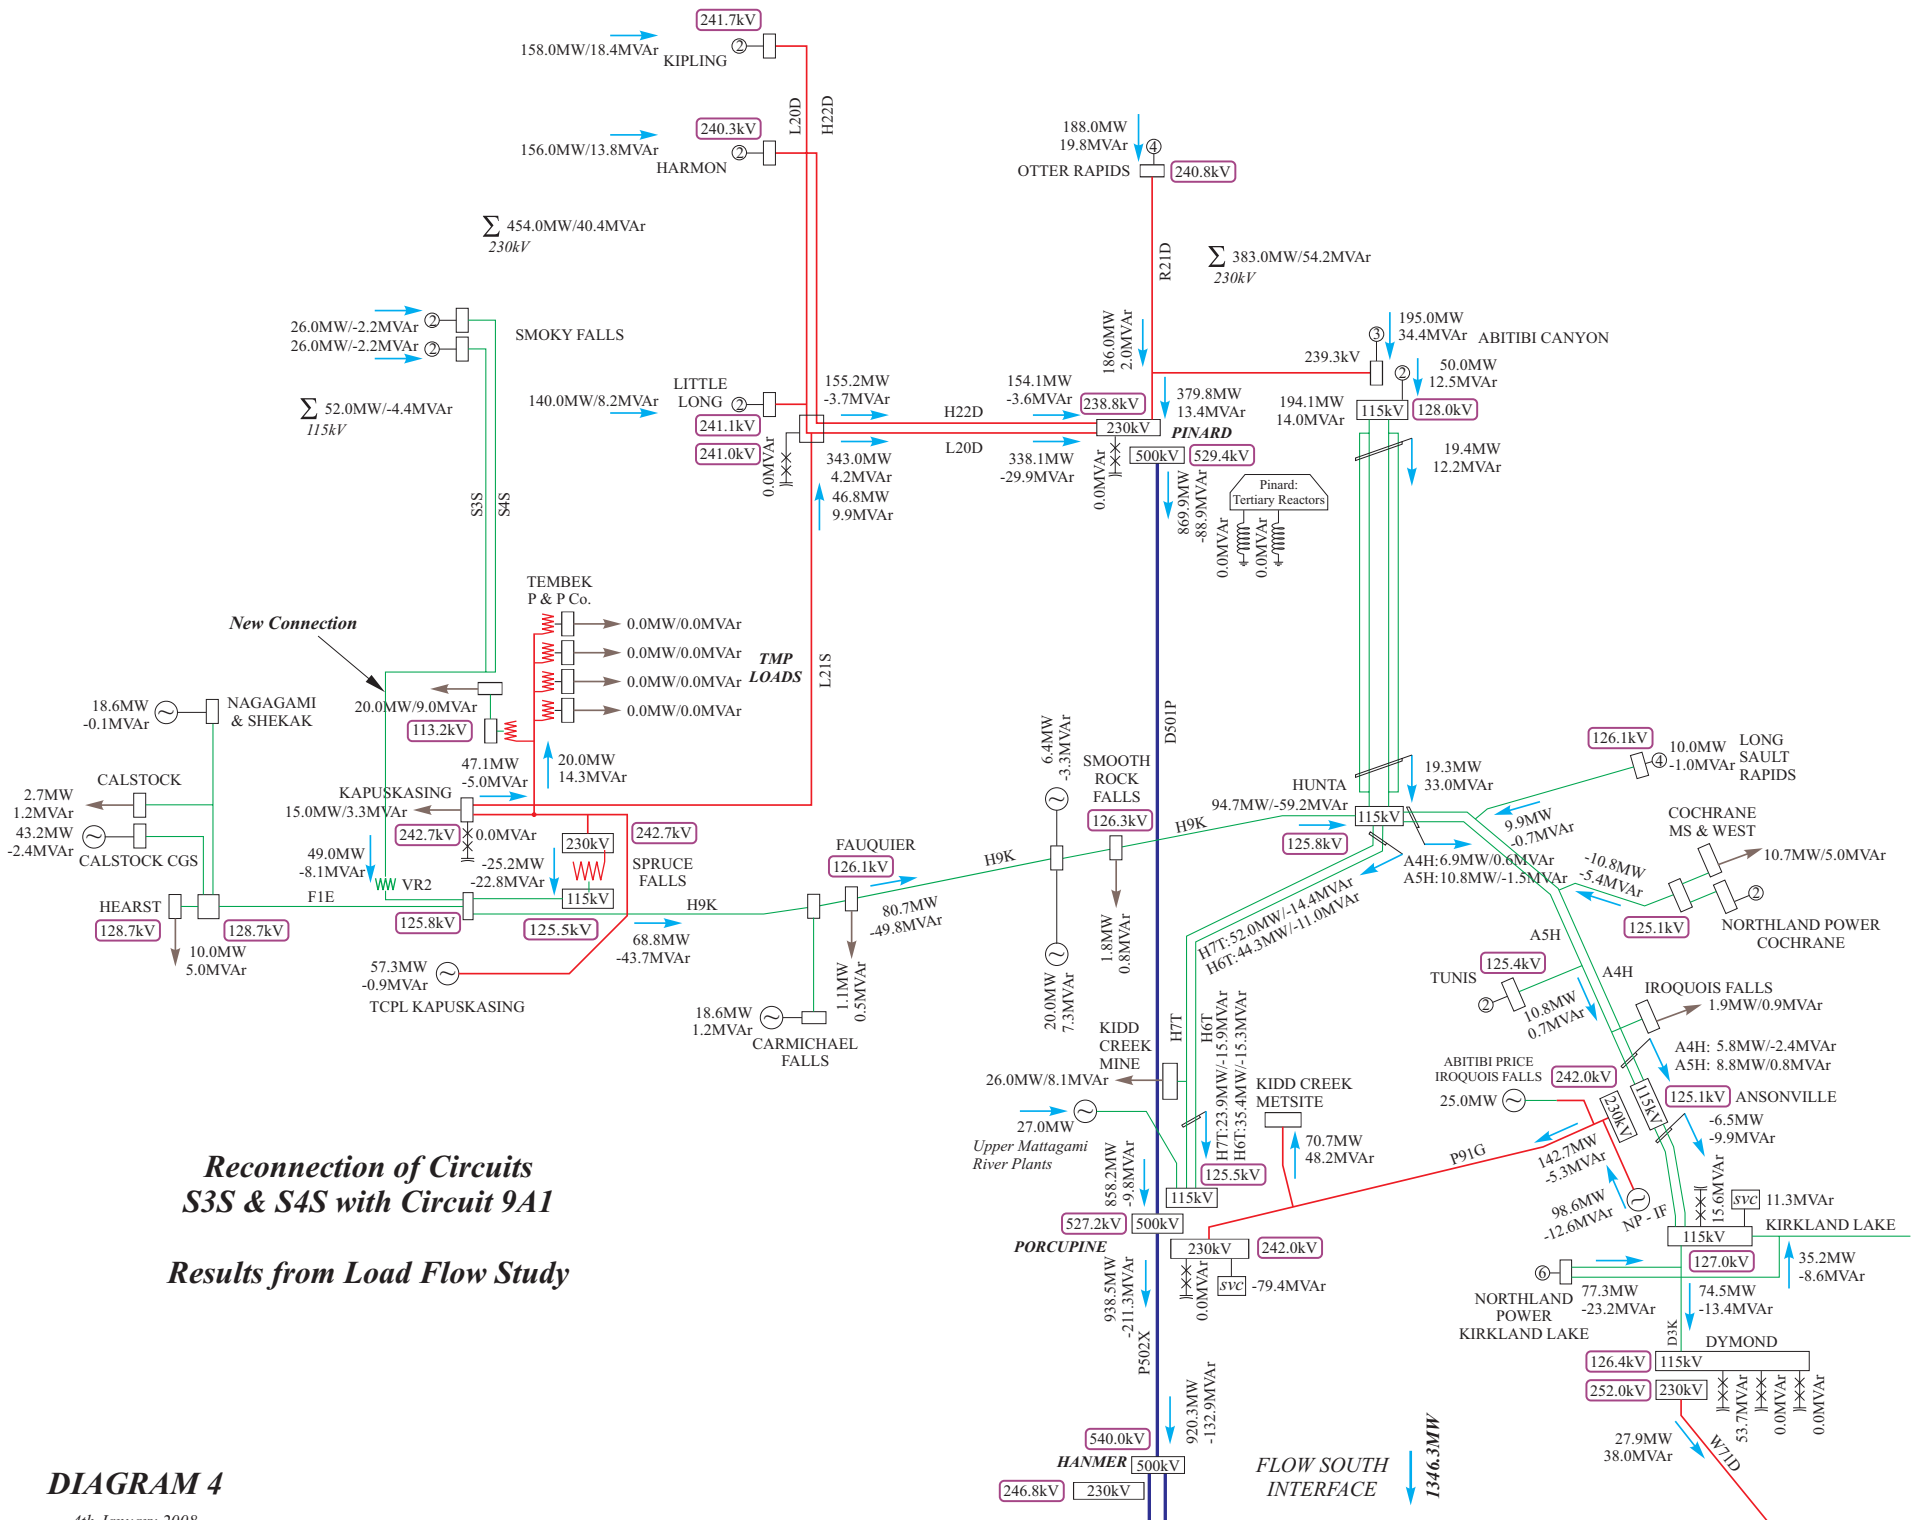 241.7kV
158.0MW/18.4MVAr
2
KIPLING
L20D
H22D
240.3kV
156.0MW/13.8MVAr
2
HARMON
188.0MW
19.8MVAr
4
OTTER RAPIDS
240.8kV
Σ 454.0MW/40.4MVAr
230kV
R21D
Σ 383.0MW/54.2MVAr
230kV
26.0MW/-2.2MVAr
2
26.0MW/-2.2MVAr
2
SMOKY FALLS
186.0MW
2.0MVAr
195.0MW
34.4MVAr
3
ABITIBI CANYON
239.3kV
2
50.0MW
12.5MVAr
LITTLE
LONG
140.0MW/8.2MVAr
2
241.1kV
241.0kV
155.2MW
-3.7MVAr
154.1MW
-3.6MVAr
238.8kV
379.8MW
13.4MVAr
194.1MW
14.0MVAr
115kV
128.0kV
Σ 52.0MW/-4.4MVAr
115kV
H22D
L20D
230kV
PINARD
500kV
529.4kV
19.4MW
12.2MVAr
0.0MVAr
343.0MW
4.2MVAr
338.1MW
-29.9MVAr
0.0MVAr
46.8MW
9.9MVAr
869.9MW
-88.9MVAr
Pinard:
Tertiary Reactors
0.0MVAr
0.0MVAr
S3S
S4S
TEMBEK
P & P Co.
0.0MW/0.0MVAr
0.0MW/0.0MVAr
0.0MW/0.0MVAr
0.0MW/0.0MVAr
TMP
LOADS
L21S
New Connection
D501P
18.6MW
-0.1MVAr
NAGAGAMI
& SHEKAK
20.0MW/9.0MVAr
113.2kV
47.1MW
-5.0MVAr
20.0MW
14.3MVAr
CALSTOCK
2.7MW
1.2MVAr
43.2MW
-2.4MVAr
CALSTOCK CGS
KAPUSKASING
15.0MW/3.3MVAr
242.7kV
0.0MVAr
230kV
242.7kV
SPRUCE
FALLS
49.0MW
-8.1MVAr
VR2
-25.2MW
-22.8MVAr
115kV
HEARST
128.7kV
128.7kV
F1E
125.8kV
125.5kV
10.0MW
5.0MVAr
57.3MW
-0.9MVAr
TCPL KAPUSKASING
H9K
68.8MW
-43.7MVAr
FAUQUIER
126.1kV
80.7MW
-49.8MVAr
1.1MW
0.5MVAr
18.6MW
1.2MVAr
CARMICHAEL
FALLS
H9K
6.4MW
-3.3MVAr
20.0MW
7.3MVAr
SMOOTH
ROCK
FALLS
126.3kV
1.8MW
0.8MVAr
H9K
94.7MW/-59.2MVAr
HUNTA
125.8kV
115kV
19.3MW
33.0MVAr
126.1kV
4
10.0MW
-1.0MVAr
LONG
SAULT
RAPIDS
9.9MW
-0.7MVAr
A4H:6.9MW/0.6MVAr
A5H:10.8MW/-1.5MVAr
COCHRANE
MS & WEST
10.7MW/5.0MVAr
-10.8MW
-5.4MVAr
2
125.1kV
NORTHLAND POWER
COCHRANE
H7T:52.0MW/-14.4MVAr
H6T:44.3MW/-11.0MVAr
A5H
A4H
125.4kV
TUNIS
2
10.8MW
0.7MVAr
IROQUOIS FALLS
1.9MW/0.9MVAr
A4H: 5.8MW/-2.4MVAr
A5H: 8.8MW/0.8MVAr
H7T
H6T
H7T:23.9MW/-15.9MVAr
H6T:35.4MW/-15.3MVAr
KIDD
CREEK
MINE
26.0MW/8.1MVAr
27.0MW
Upper Mattagami
River Plants
KIDD CREEK
METSITE
70.7MW
48.2MVAr
ABITIBI PRICE
IROQUOIS FALLS
242.0kV
25.0MW
230kV
115kV
125.1kV
ANSONVILLE
-6.5MW
-9.9MVAr
P91G
142.7MW
-5.3MVAr
98.6MW
-12.6MVAr
NP - IF
858.2MW
-9.8MVAr
125.5kV
115kV
527.2kV
500kV
PORCUPINE
230kV
242.0kV
0.0MVAr
svc
-79.4MVAr
938.5MW
-211.3MVAr
P502X
920.3MW
-132.9MVAr
15.6MVAr
svc
11.3MVAr
KIRKLAND LAKE
115kV
127.0kV
35.2MW
-8.6MVAr
6
NORTHLAND
POWER
KIRKLAND LAKE
77.3MW
-23.2MVAr
74.5MW
-13.4MVAr
D3K
DYMOND
126.4kV
115kV
252.0kV
230kV
53.7MVAr
0.0MVAr
0.0MVAr
27.9MW
38.0MVAr
W71D
540.0kV
HANMER
500kV
246.8kV
230kV
FLOW SOUTH
INTERFACE
1346.3MW
Reconnection of Circuits
S3S & S4S with Circuit 9A1
Results from Load Flow Study
DIAGRAM 4
4th January 2008